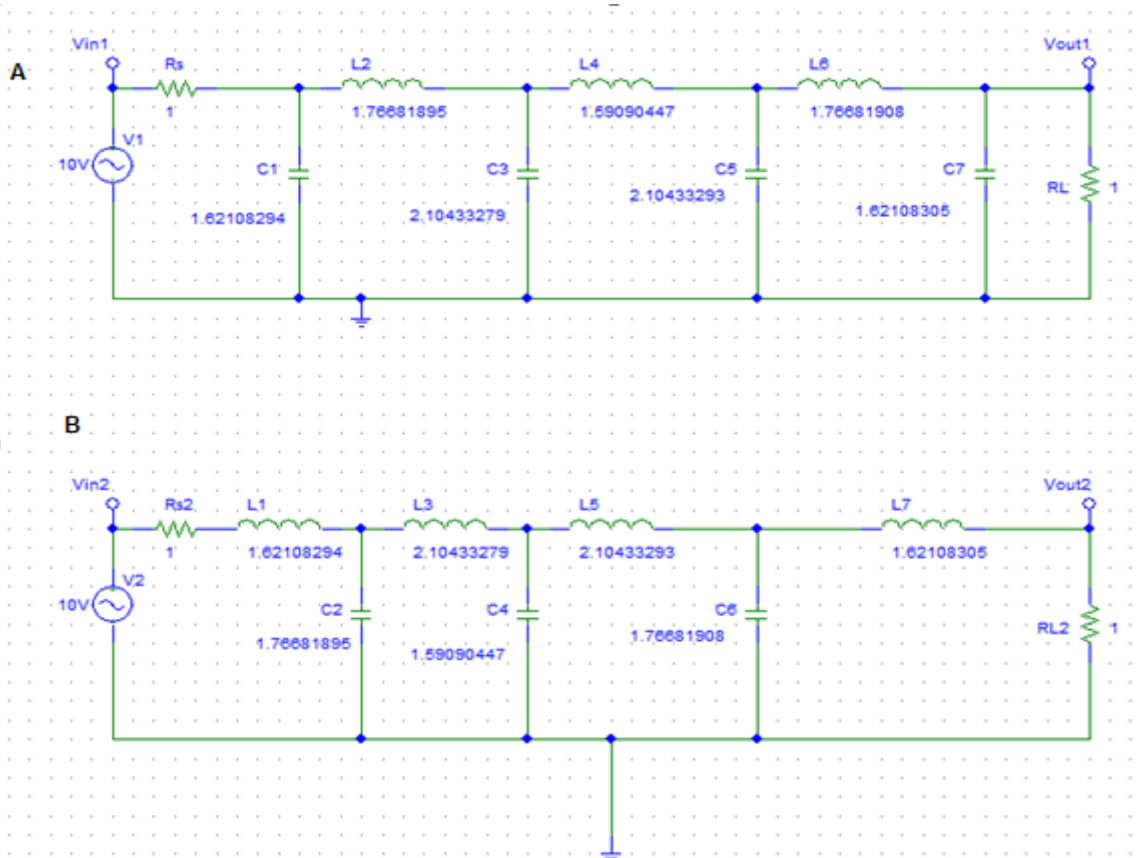 Vin1
Vout1
A
Rs
L2
L4
L6
1
1.76681895
1.59090447
1.76681908
V1
10V
C1
C3
C5
C7
RL
1
1.62108294
2.10433279
2.10433293
1.62108305
B
Vin2
Vout2
Rs2
L1
L3
L5
L7
1
1.62108294
2.10433279
2.10433293
1.62108305
V2
10V
C2
C4
C6
RL2
1
1.76681895
1.59090447
1.76681908